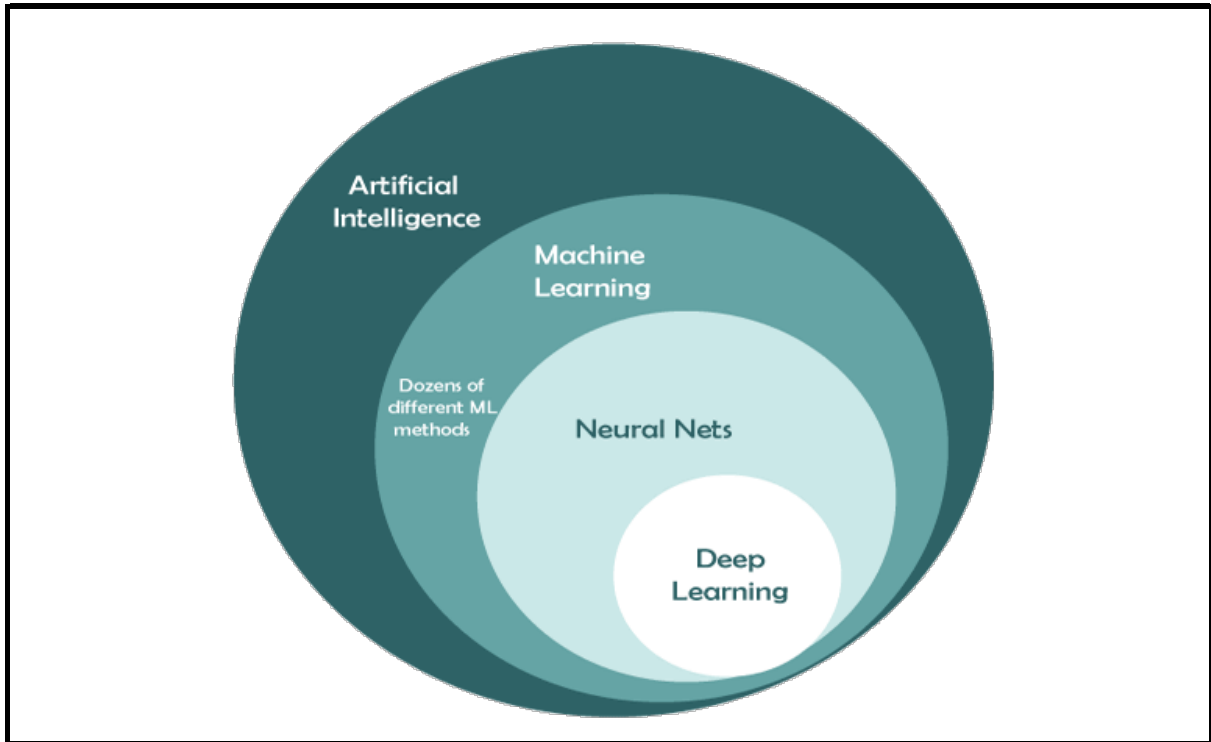 Artificial
Intelligence
Machine
Learning
Dozens of
different ML
methods
Neural Nets
Deep
Learning